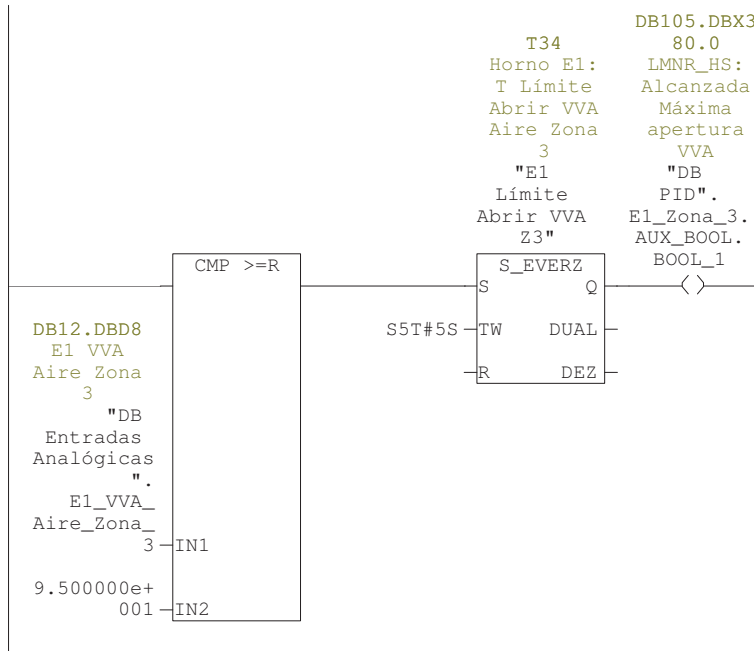 DB105.DBX3
80.0
LMNR_HS:
Alcanzada
Máxima
apertura
VVA
"DB
PID".
E1_Zona_3.
AUX_BOOL.
BOOL_1
T34
Horno E1:
T Límite
Abrir VVA
Aire Zona
3
"E1
Límite
Abrir VVA
Z3"
CMP >=R
S_EVERZ
S Q
S5T#5S TW DUAL
R DEZ
DB12.DBD8
E1 VVA
Aire Zona
3
"DB
Entradas
Analógicas
".
E1_VVA_
Aire_Zona_
3 IN1
9.500000e+
001 IN2